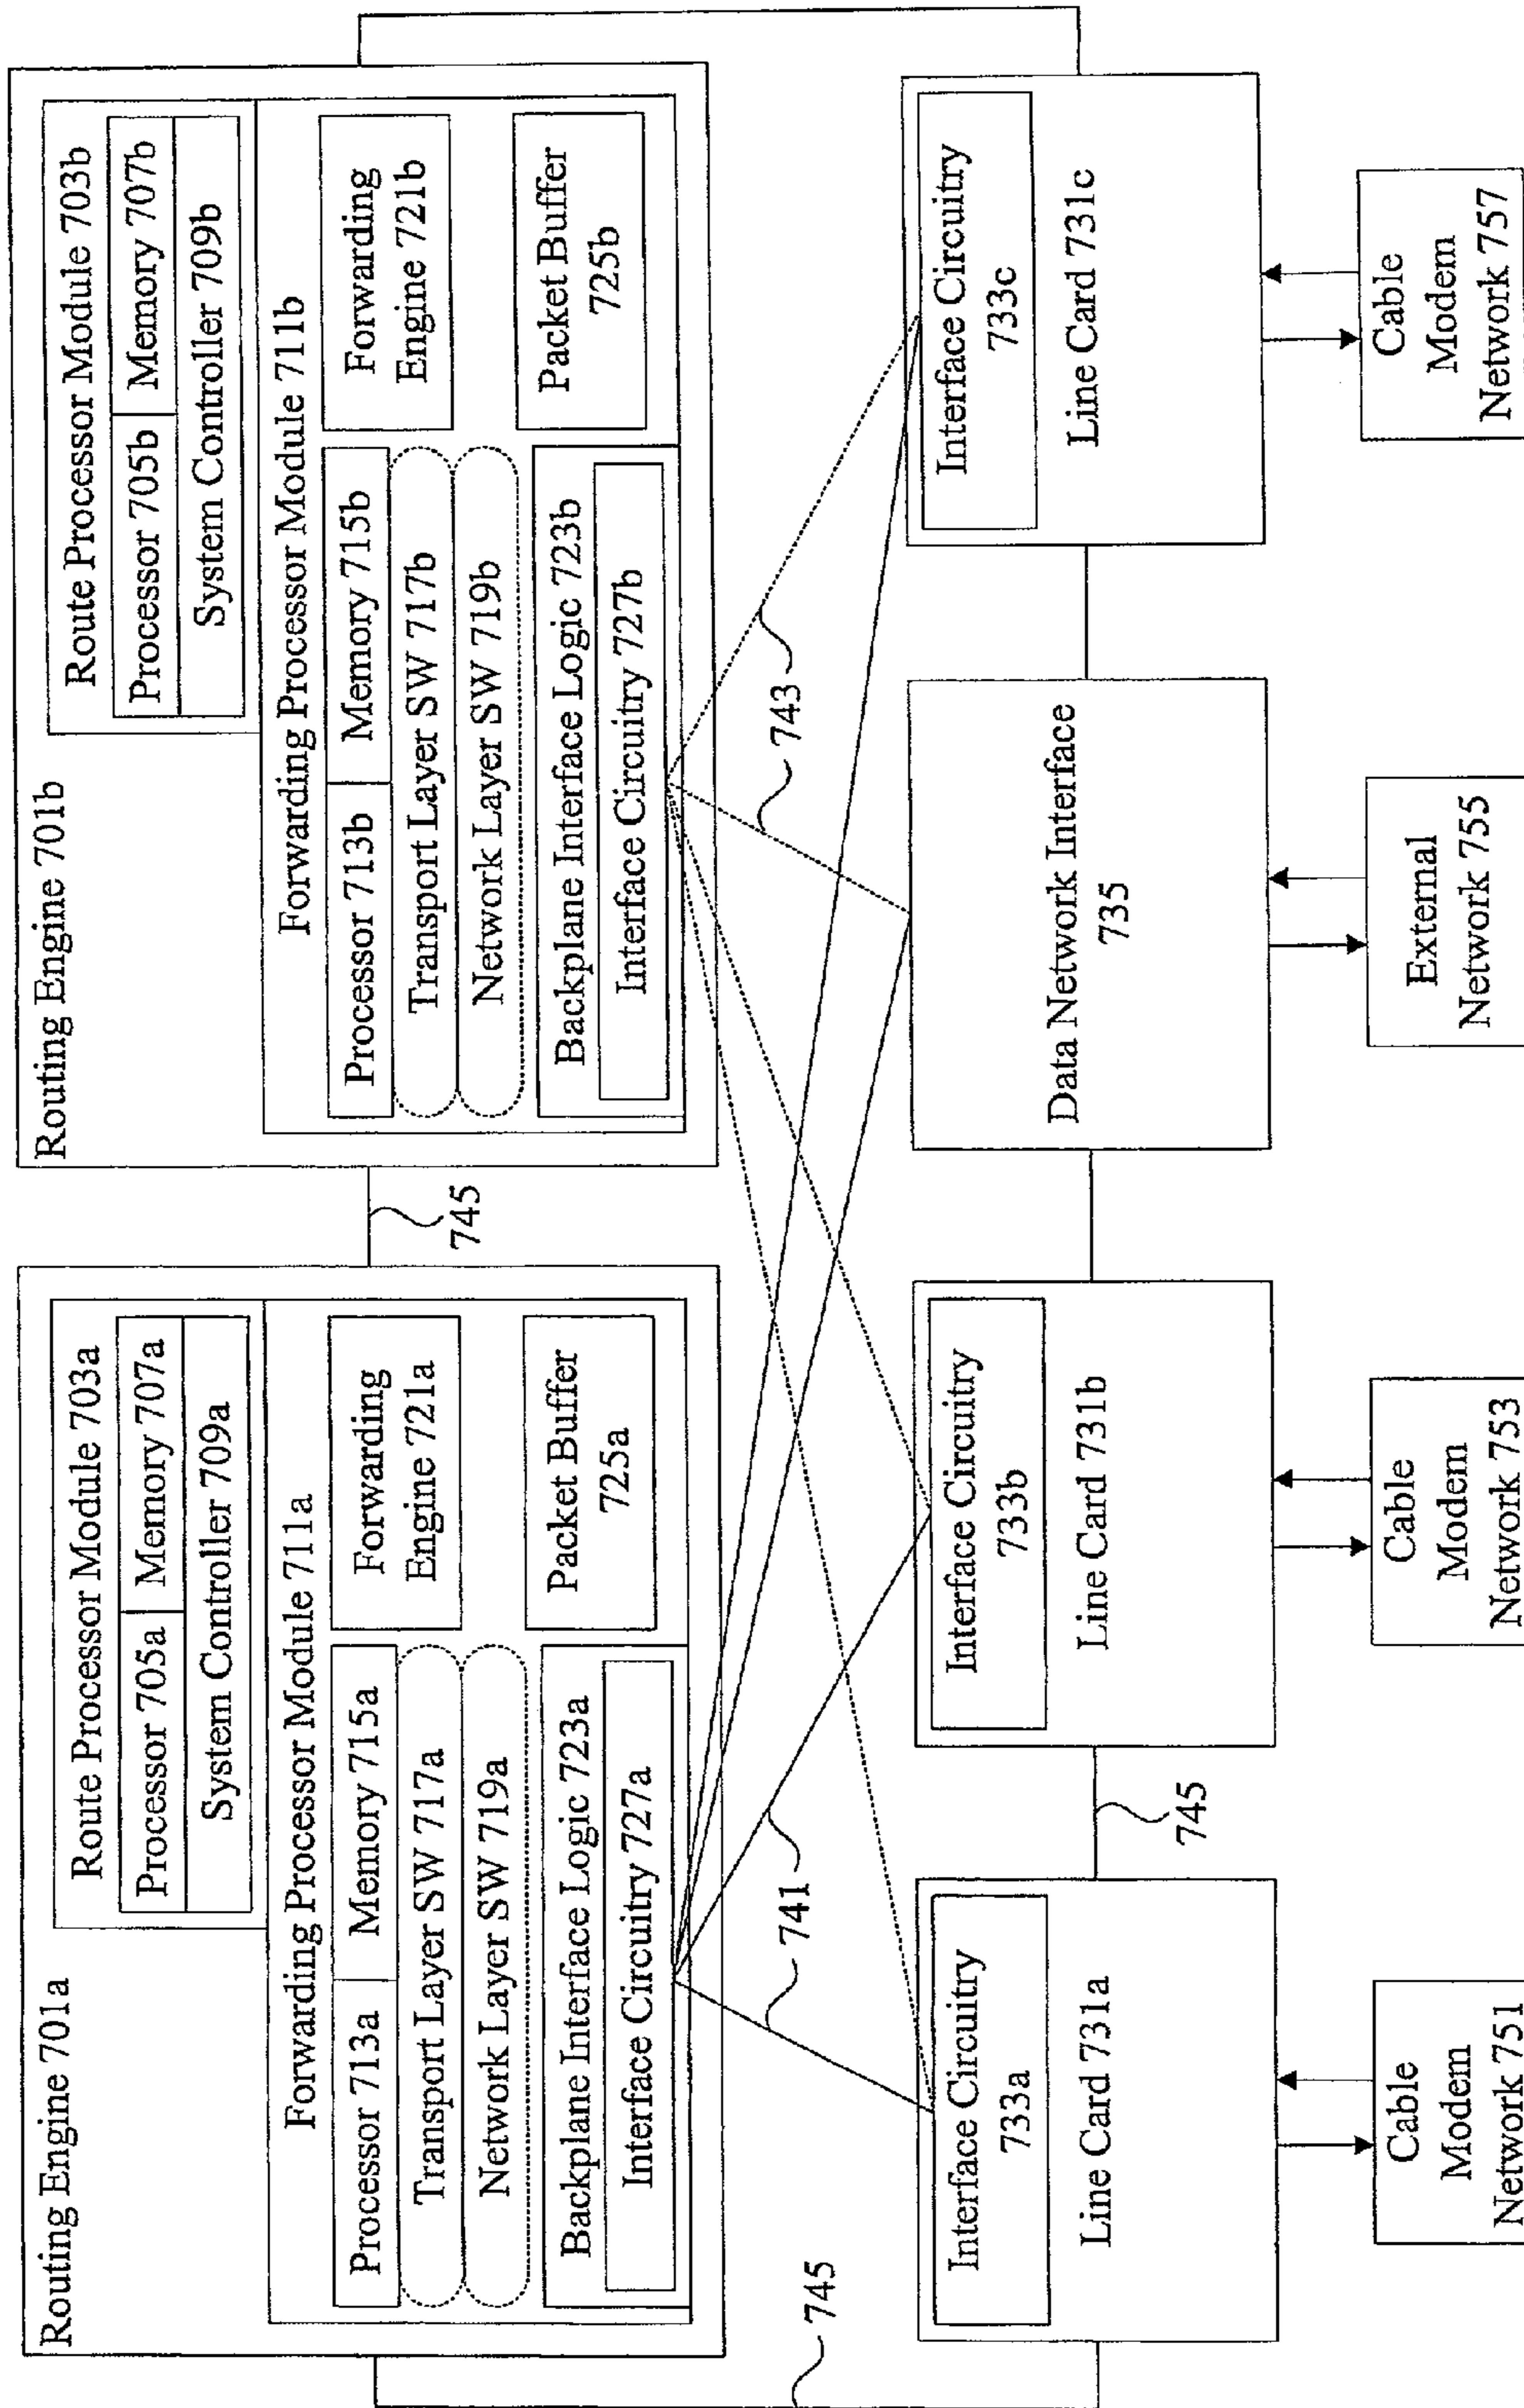 Routing Engine 701a
Route Processor Module 703a
Processor 705a
Memory 707a
System Controller 709a
Forwarding Processor Module 711a
Processor 713a
Memory 715a
Transport Layer SW 717a
Network Layer SW 719a
Forwarding
Engine 721a
Backplane Interface Logic 723a
Interface Circuitry 727a
Packet Buffer
725a
745
Routing Engine 701b
Route Processor Module 703b
Processor 705b
Memory 707b
System Controller 709b
Forwarding Processor Module 711b
Processor 713b
Memory 715b
Transport Layer SW 717b
Network Layer SW 719b
Forwarding
Engine 721b
Backplane Interface Logic 723b
Interface Circuitry 727b
Packet Buffer
725b
745
741
743
Interface Circuitry
733a
Line Card 731a
745
Interface Circuitry
733b
Line Card 731b
Data Network Interface
735
Interface Circuitry
733c
Line Card 731c
Cable
Modem
Network 751
Cable
Modem
Network 753
External
Network 755
Cable
Modem
Network 757